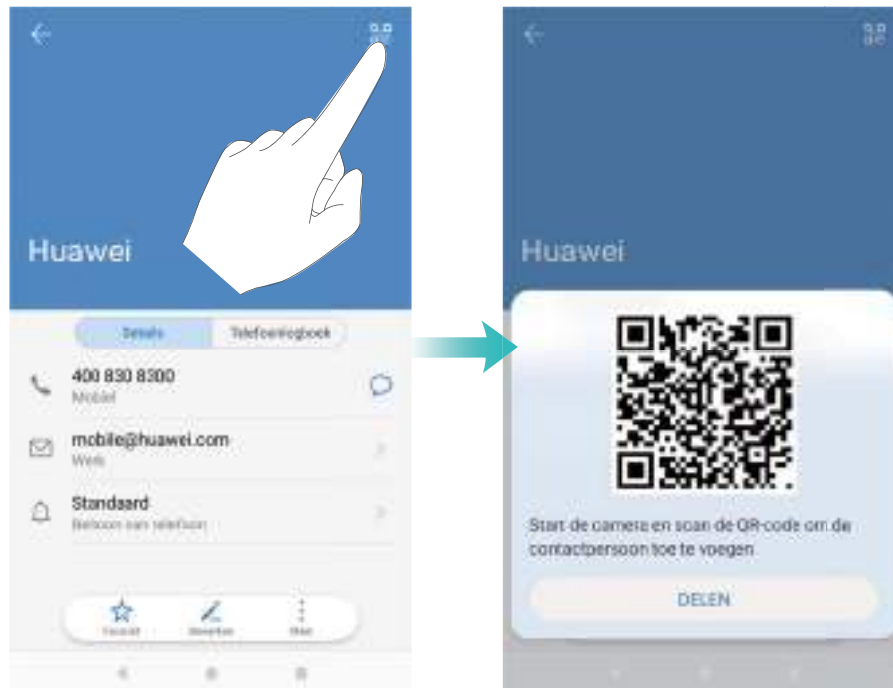 Huawei
Details
Telefoonlogboek
400 830 8300
Mobiel
mobile@huawei.com
Werk
Standaard
Beltoon van telefoon
Favoriet
Bewerken
Meer
Huawei
Start de camera en scan de QR-code om de
contactpersoon toe te voegen
DELEN